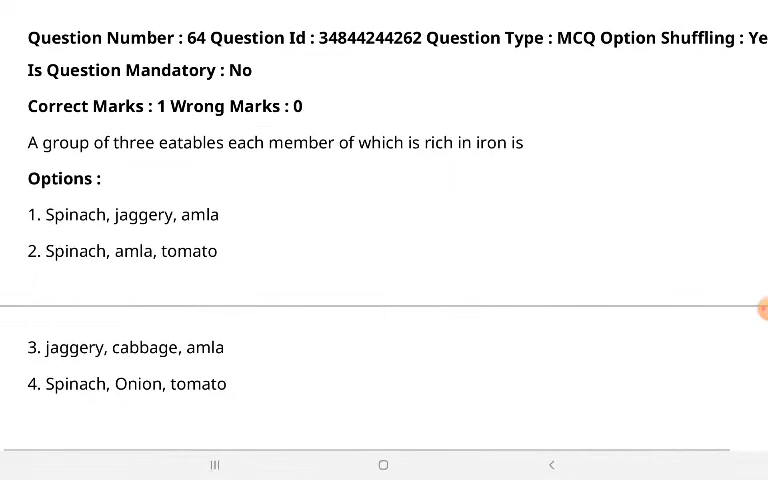 Question Number : 64 Question Id : 34844244262 Question Type : MCQ Option Shuffling : Ye
Is Question Mandatory : No
Correct Marks : 1 Wrong Marks : 0
A group of three eatables each member of which is rich in iron is
Options :
1. Spinach, jaggery, amla
2. Spinach, amla, tomato
3. jaggery, cabbage, amla
4. Spinach, Onion, tomato